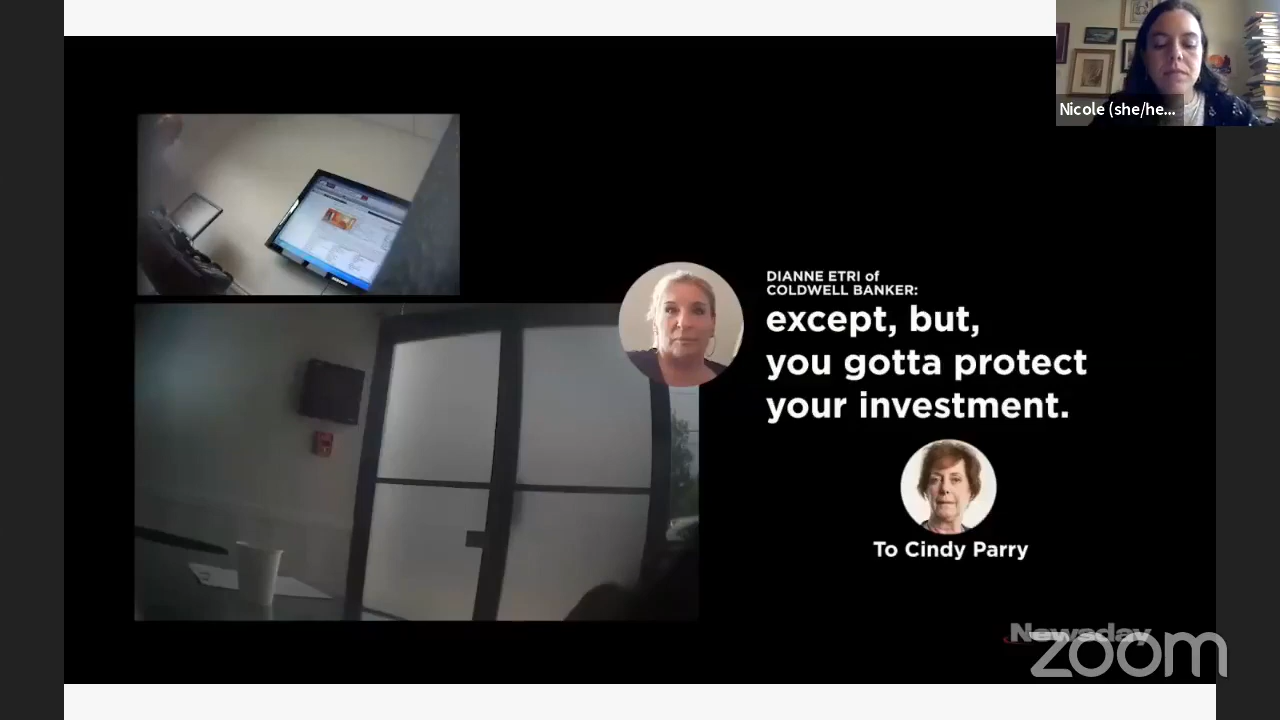 Nicole (she/he...
DIANNE ETRI of
COLDWELL BANKER:
except, but,
you gotta protect
your investment.
To Cindy Parry
Newsday
zoom